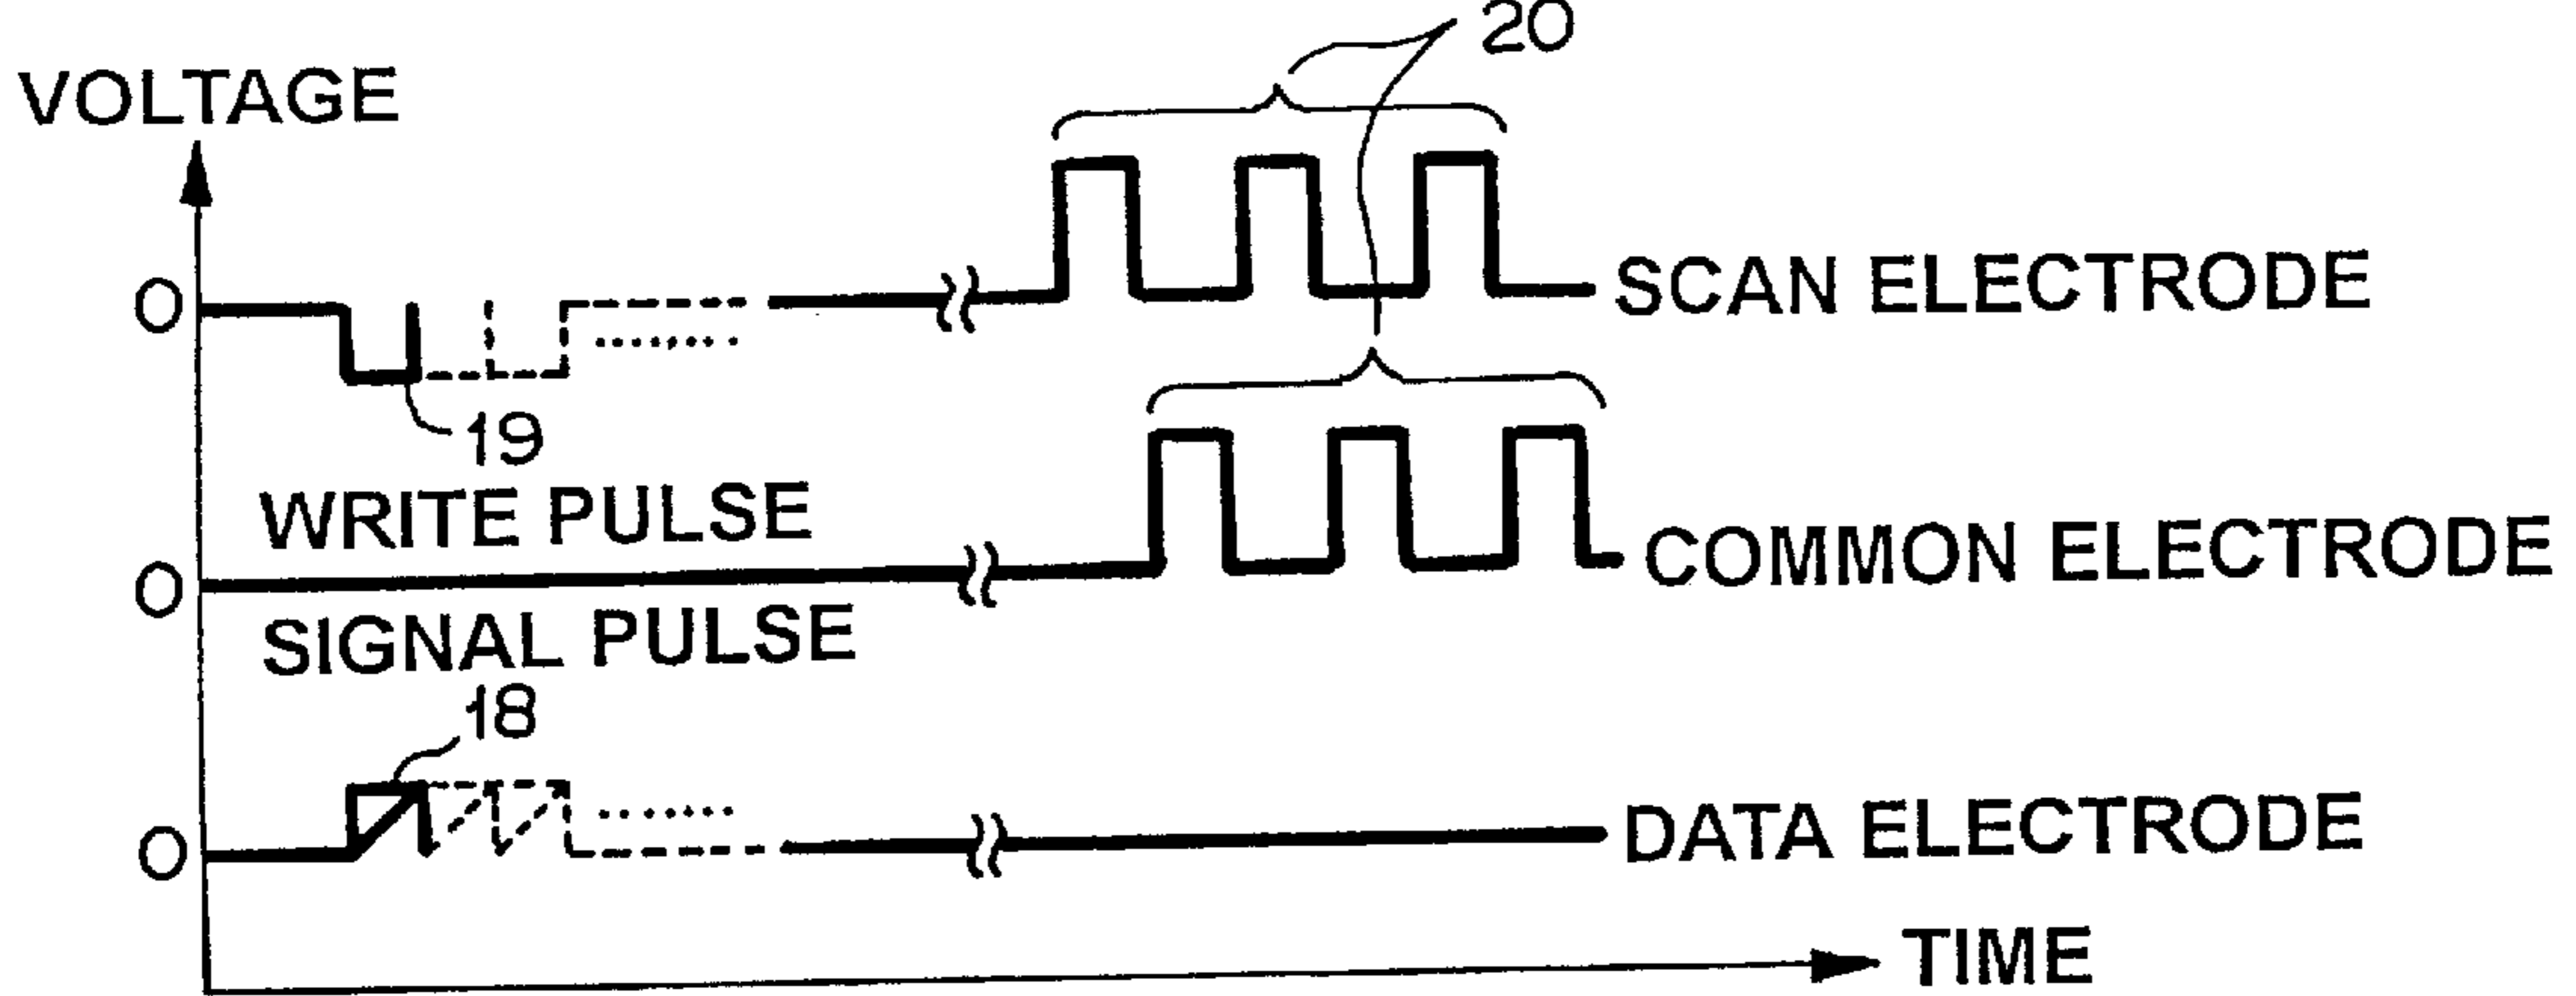 20
VOLTAGE
0 SCAN ELECTRODE
19
WRITE PULSE
0 COMMON ELECTRODE
SIGNAL PULSE
18
0 DATA ELECTRODE
TIME